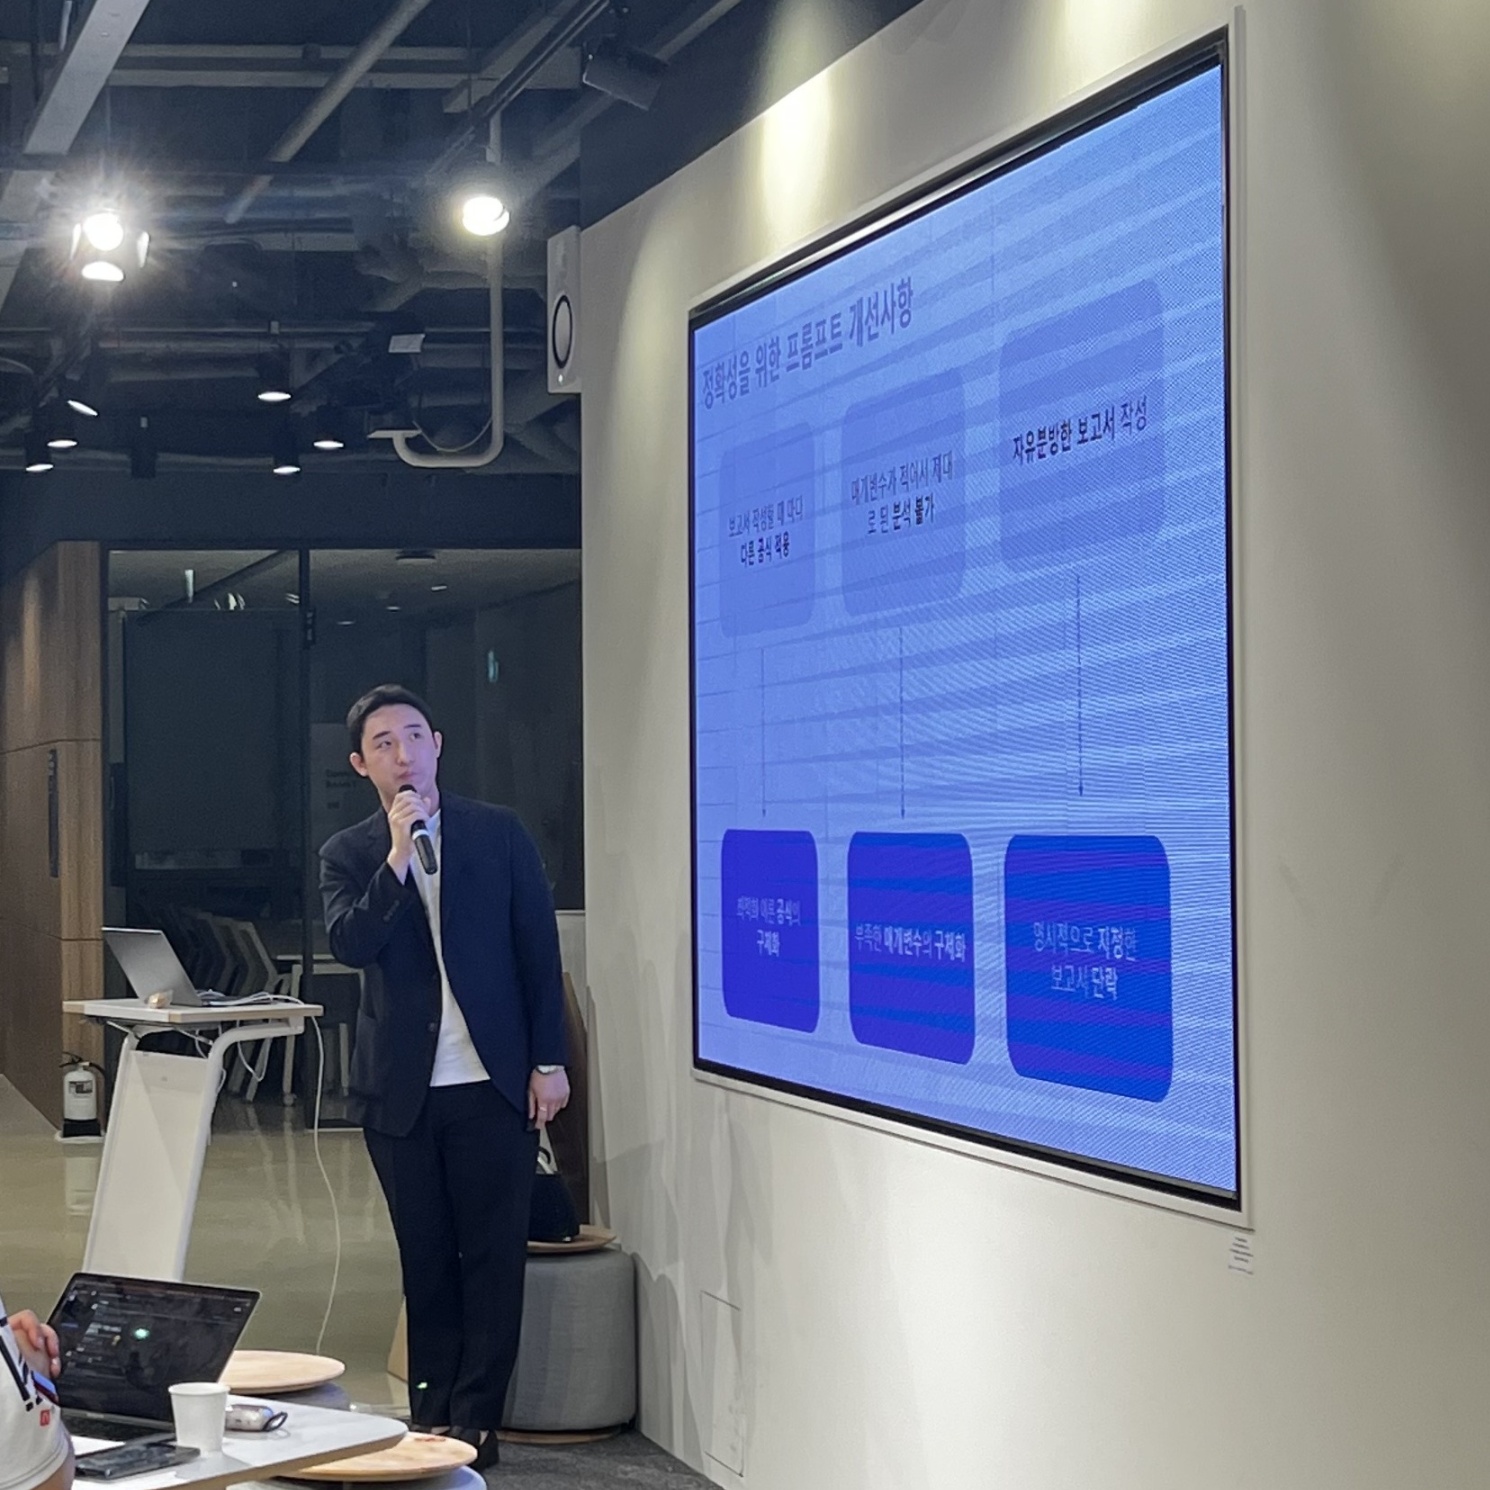 정확성을 위한 프롬프트 개선사항
보고서 작성할 때 마다
다른 공식 적용
매개변수가 적어서 제대
로 된 분석 불가
자유분방한 보고서 작성
공식의
구체화
부족한 매개변수의 구체화
명시적으로 지정한
보고서 단락